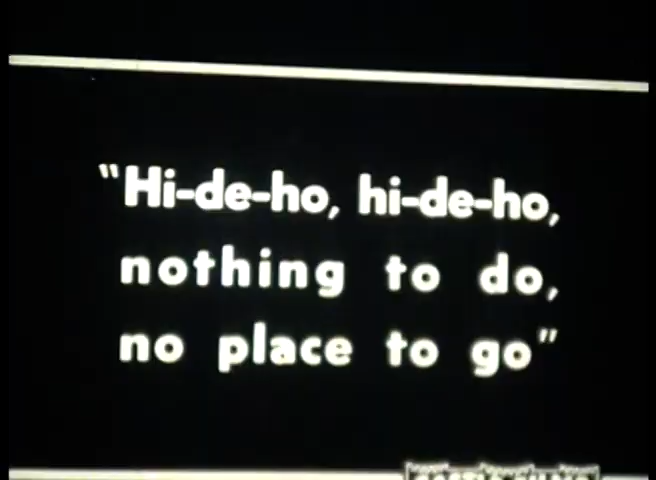 "Hi-de-ho, hi-de-ho,
nothing to do,
no place to go"